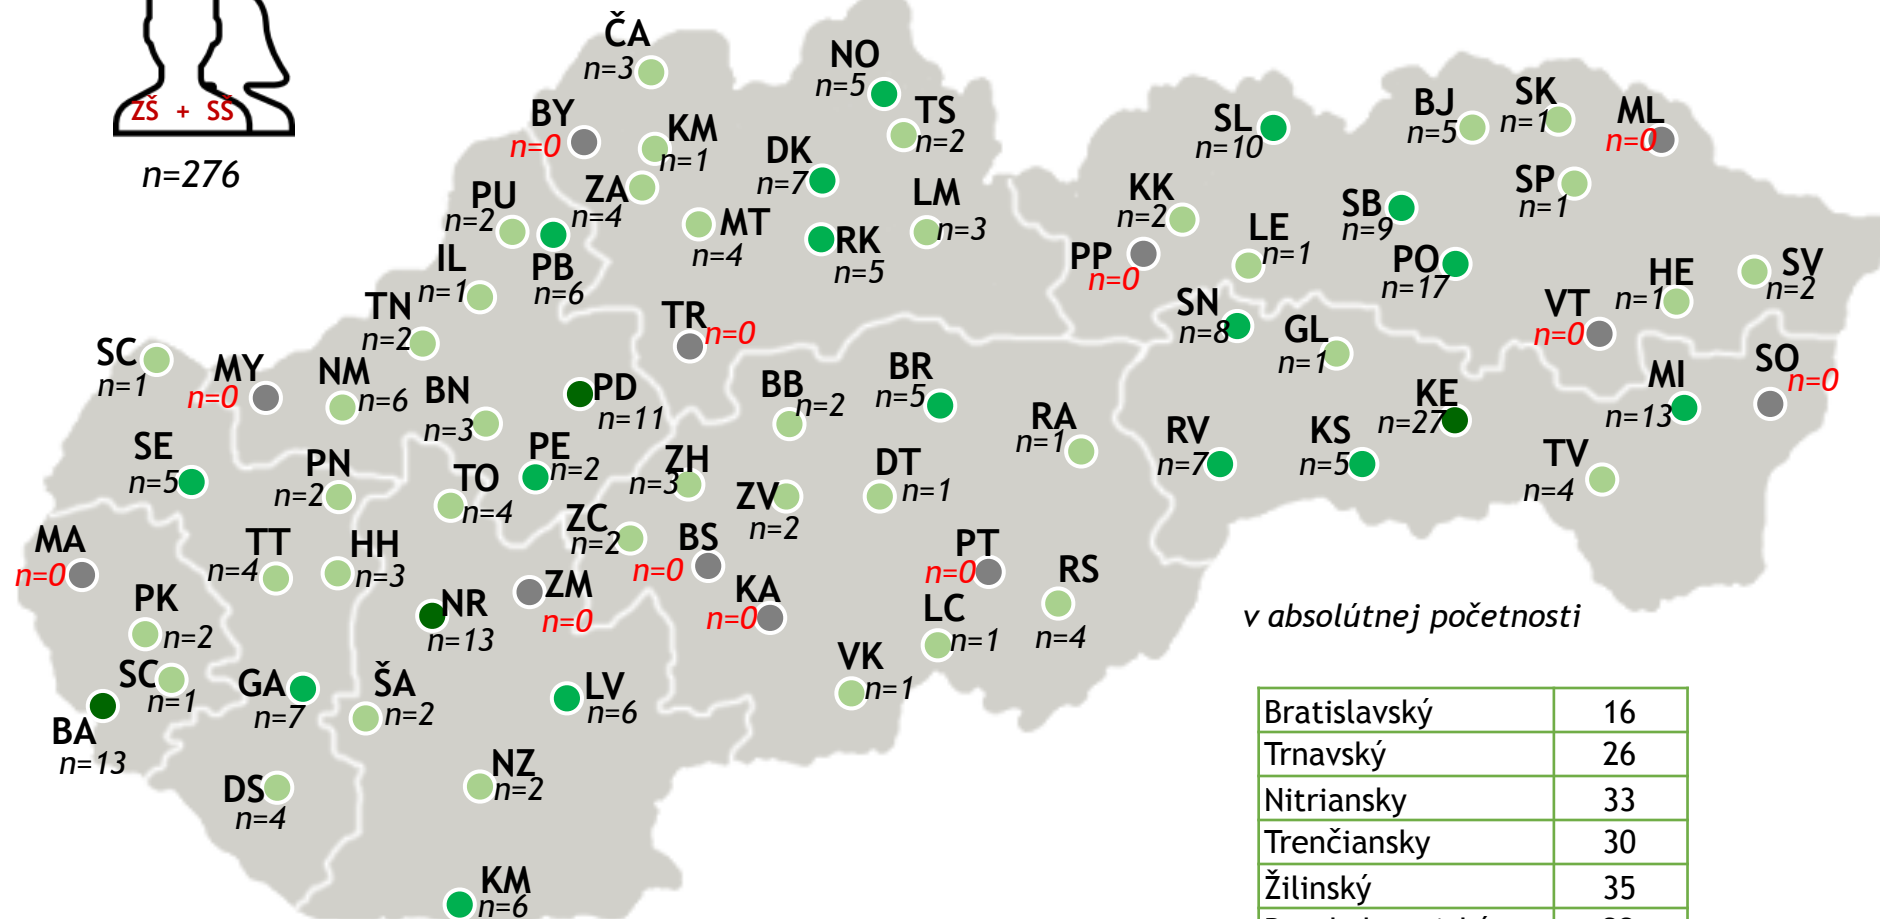 ZŠ + SŠ
n=276
ČA
n=3
NO
n=5
TS
n=2
BY
n=0
KM
n=1
DK
n=7
SL
n=10
BJ
n=5
SK
n=1
ML
n=0
PU
n=2
ZA
n=4
MT
n=4
LM
n=3
KK
n=2
SP
n=1
SB
n=9
IL
n=1
PB
n=6
RK
n=5
PP
n=0
LE
n=1
PO
n=17
HE
n=1
SV
n=2
TN
n=2
TR
n=0
SN
n=8
GL
n=1
VT
n=0
SC
n=1
MY
n=0
NM
n=6
BN
n=3
PD
n=11
BB
n=2
BR
n=5
RA
n=1
KE
n=27
MI
n=13
SO
n=0
SE
n=5
PN
n=2
TO
n=4
PE
n=2
ZH
n=3
ZV
n=2
DT
n=1
RV
n=7
KS
n=5
TV
n=4
MA
n=0
TT
n=4
HH
n=3
ZC
n=2
BS
n=0
PT
n=0
RS
n=4
PK
n=2
NR
n=13
ZM
n=0
KA
n=0
LC
n=1
v absolútnej početnosti
SC
n=1
GA
n=7
ŠA
n=2
LV
n=6
VK
n=1
BA
n=13
DS
n=4
NZ
n=2
KM
n=6
Bratislavský 16
Trnavský 26
Nitriansky 33
Trenčiansky 30
Žilinský 35